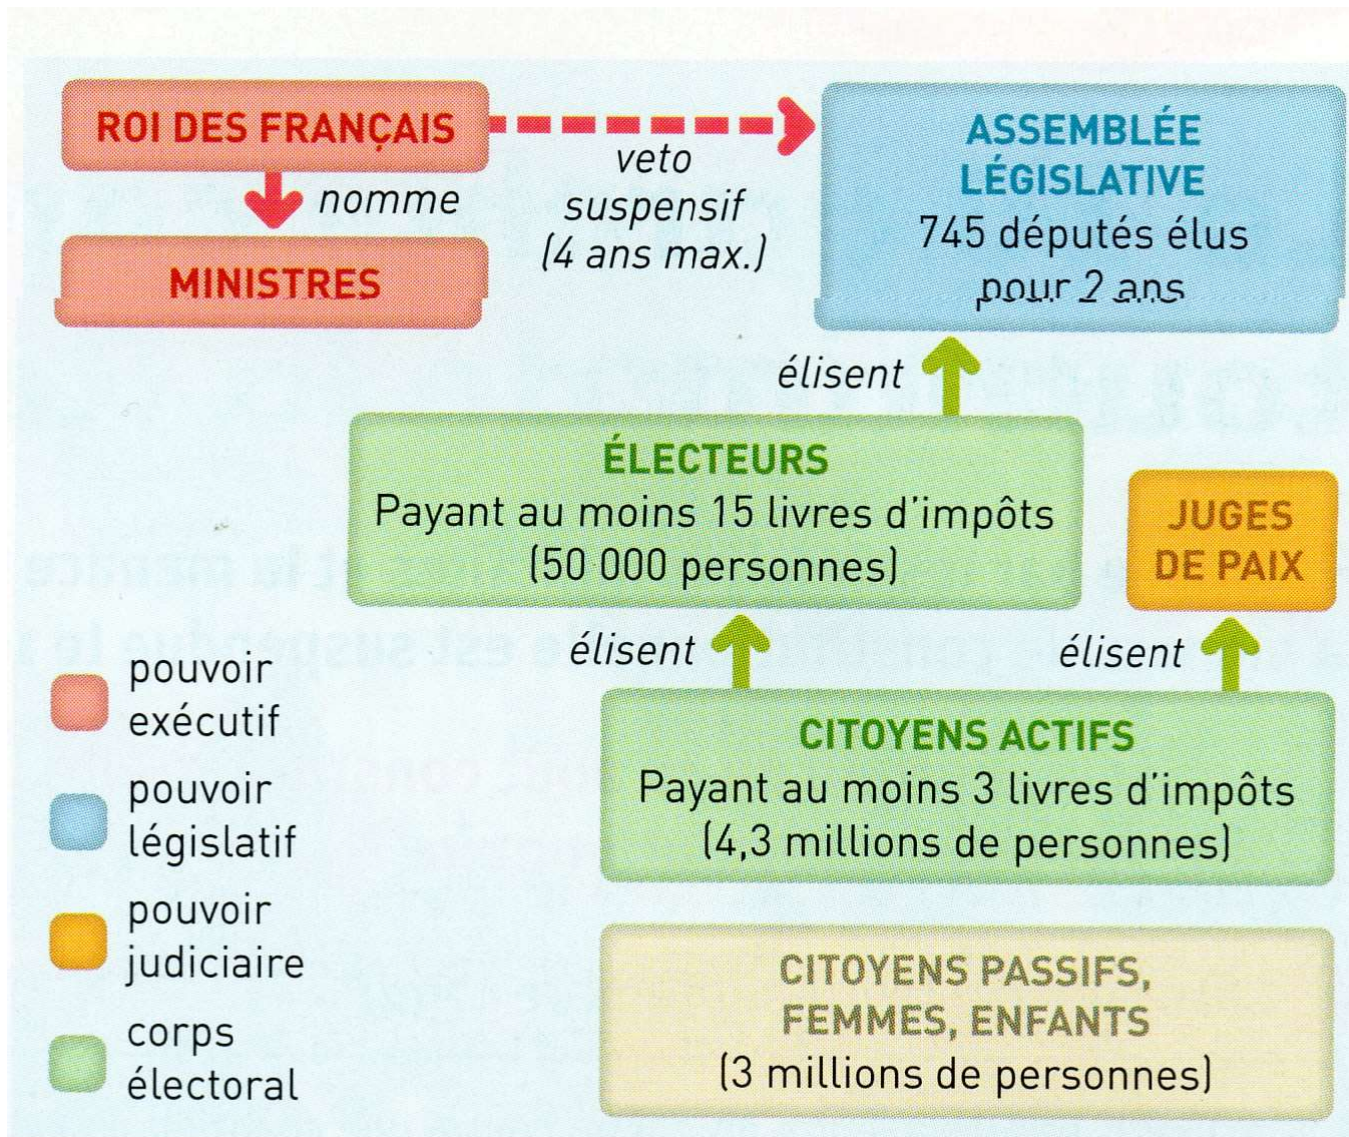 ROI DES FRANÇAIS
nomme
MINISTRES
veto
suspensif
(4 ans max.)
ASSEMBLÉE
LÉGISLATIVE
745 députés élus
pour 2 ans
élisent
ÉLECTEURS
Payant au moins 15 livres d'impôts
(50 000 personnes)
JUGES
DE PAIX
élisent
élisent
CITOYENS ACTIFS
Payant au moins 3 livres d'impôts
(4,3 millions de personnes)
CITOYENS PASSIFS,
FEMMES, ENFANTS
(3 millions de personnes)
pouvoir
exécutif
pouvoir
législatif
pouvoir
judiciaire
corps
électoral